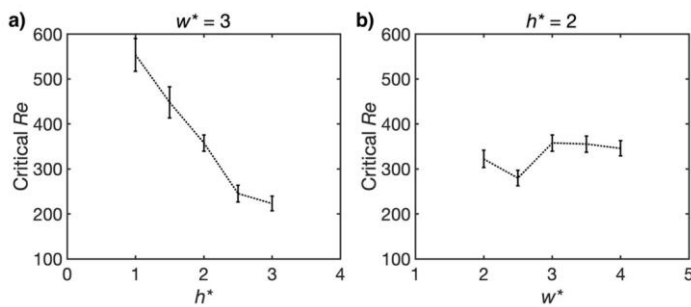 a) w* = 3
600
500
400
300
200
100
Critical Re
0 1 2 3 4
h*
b) h* = 2
600
500
400
300
200
100
Critical Re
1 2 3 4 5
w*